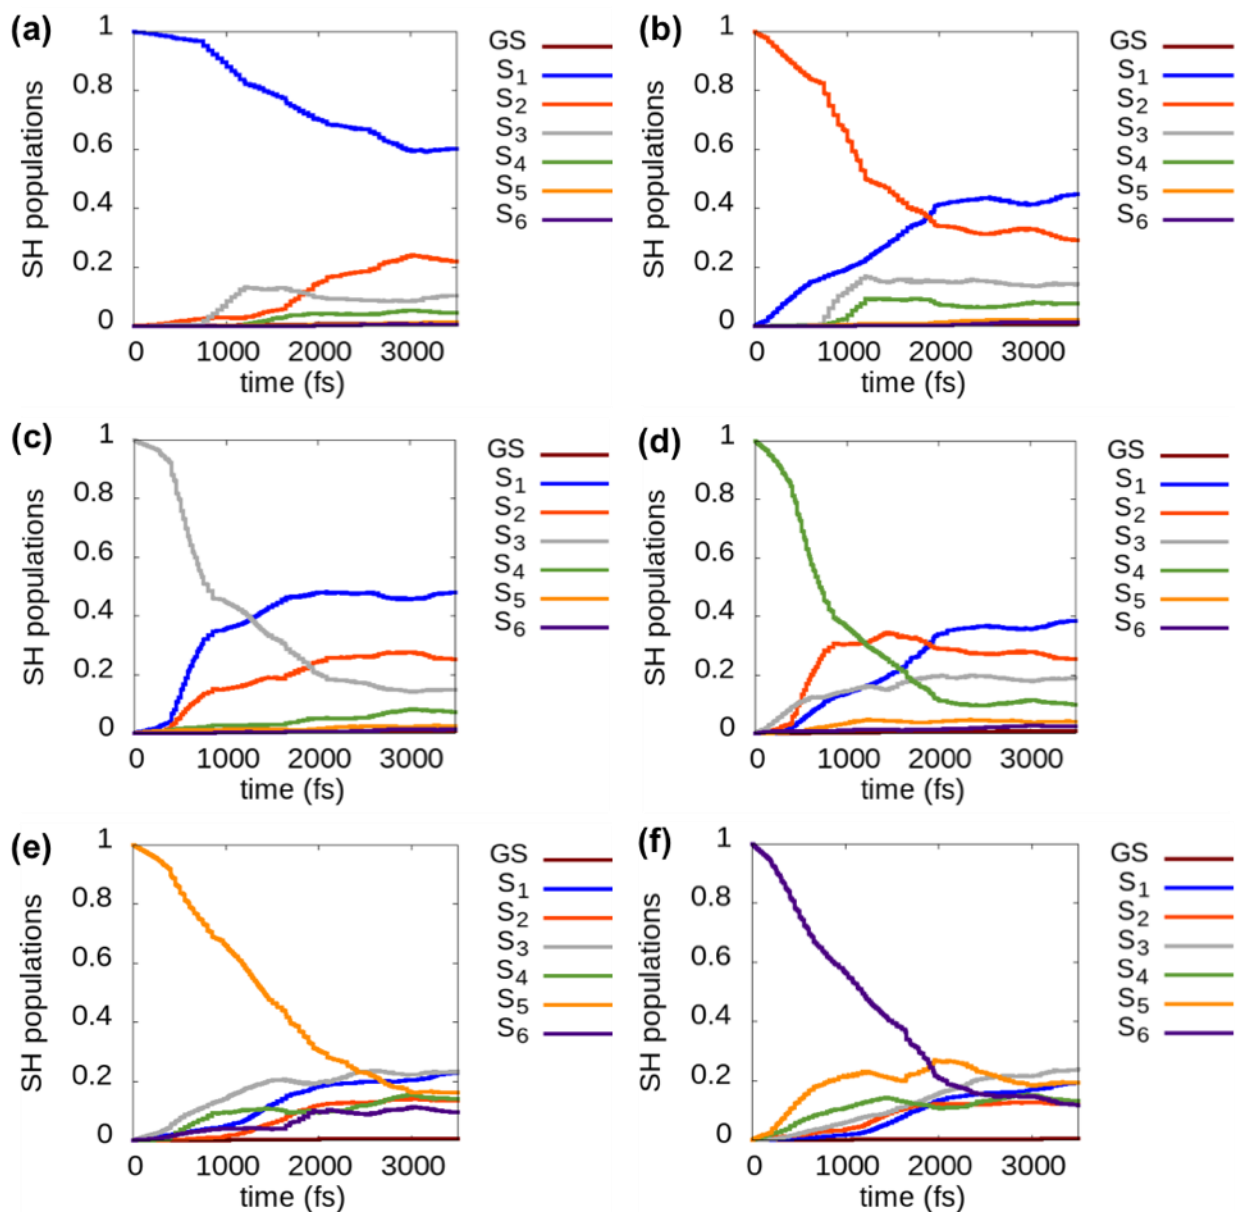 (a)
1
0.8
0.6
0.4
0.2
0
SH populations
0 1000 2000 3000
time (fs)
GS
S1
S2
S3
S4
S5
S6
(b)
1
0.8
0.6
0.4
0.2
0
SH populations
0 1000 2000 3000
time (fs)
GS
S1
S2
S3
S4
S5
S6
(c)
1
0.8
0.6
0.4
0.2
0
SH populations
0 1000 2000 3000
time (fs)
GS
S1
S2
S3
S4
S5
S6
(d)
1
0.8
0.6
0.4
0.2
0
SH populations
0 1000 2000 3000
time (fs)
GS
S1
S2
S3
S4
S5
S6
(e)
1
0.8
0.6
0.4
0.2
0
SH populations
0 1000 2000 3000
time (fs)
GS
S1
S2
S3
S4
S5
S6
(f)
1
0.8
0.6
0.4
0.2
0
SH populations
0 1000 2000 3000
time (fs)
GS
S1
S2
S3
S4
S5
S6